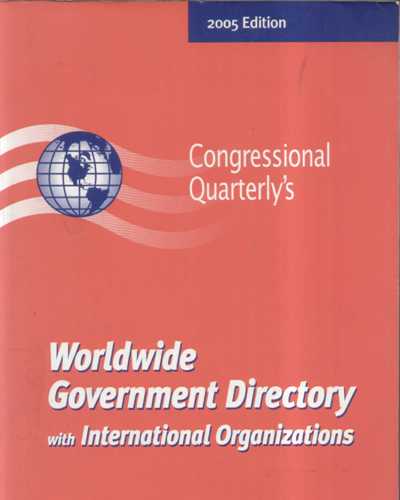 2005 Edition
Congressional
Quarterly's
Worldwide
Government Directory
with International Organizations